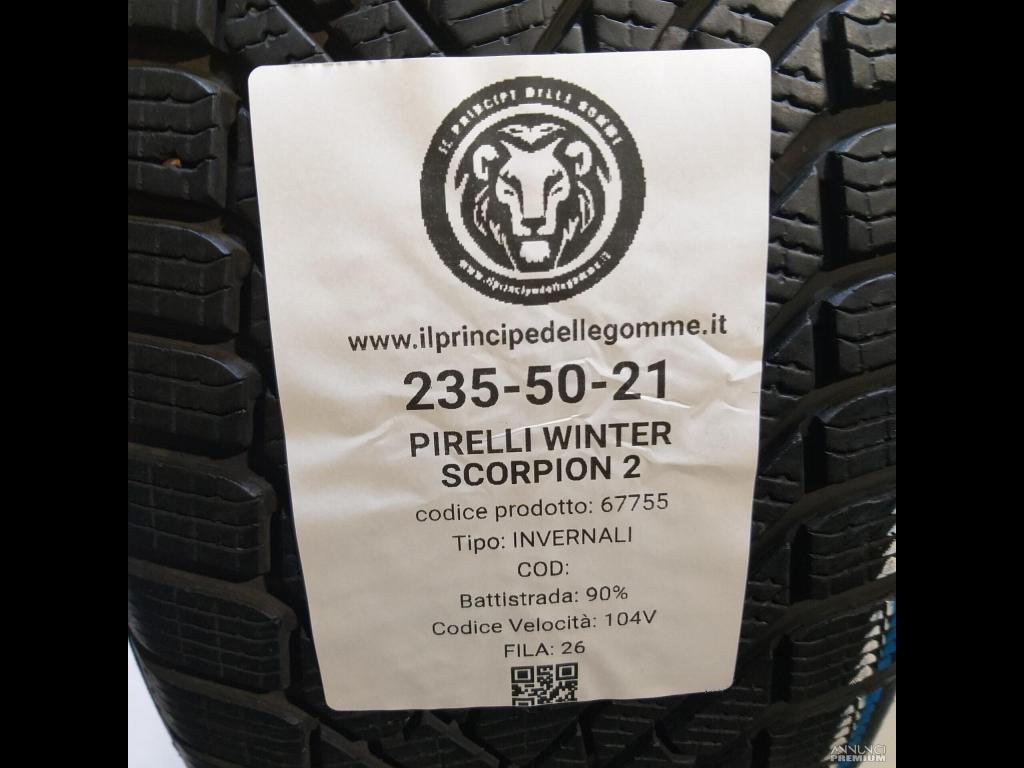 IL PRINCIPE DELLE GOMME
www.ilprincipedellegomme.it
www.ilprincipedellegomme.it
235-50-21
PIRELLI WINTER
SCORPION 2
codice prodotto: 67755
Tipo: INVERNALI
COD:
Battistrada: 90%
Codice Velocità: 104V
FILA: 26
ANNUNCI
PREMIUM